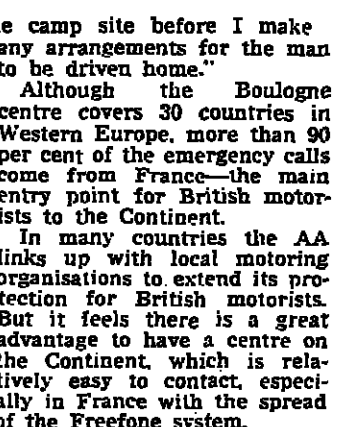 e camp site before I make
any arrangements for the man
to be driven home."
Although the Boulogne
centre covers 30 countries in
Western Europe, more than 90
per cent of the emergency calls
come from France—the main
entry point for British motor-
ists to the Continent.
In many countries the AA
links up with local motoring
organisations to extend its pro-
tection for British motorists.
But it feels there is a great
advantage to have a centre on
the Continent, which is rela-
tively easy to contact, especi-
ally in France with the spread
of the Freefone system.